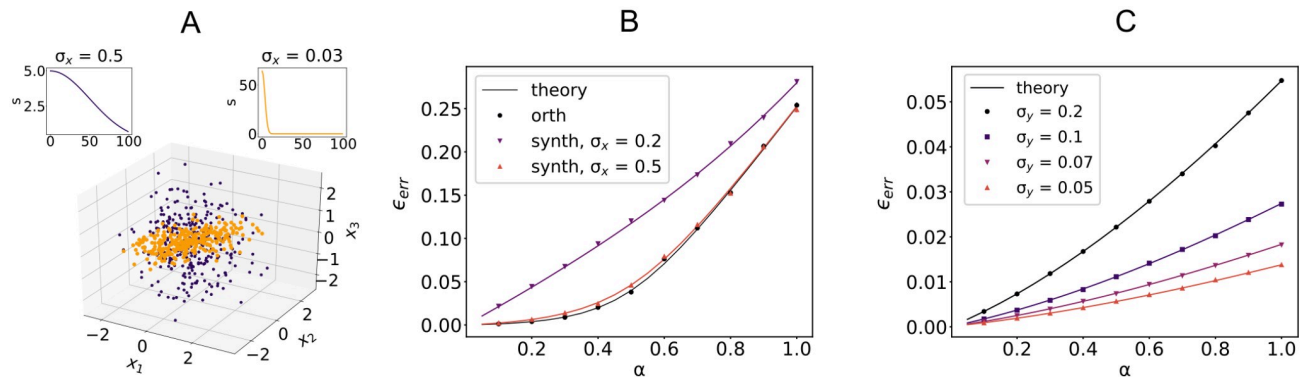 A
σx = 0.5
σx = 0.03
5.0
2.5
s
0
100
50
0
s
0
100
2
1
0
−1
−2
x3
−2
0
2
x1
−2
0
2
x2
B
theory
orth
synth, σx = 0.2
synth, σx = 0.5
0.25
0.20
0.15
0.10
0.05
0.00
ϵerr
0.2
0.4
0.6
0.8
1.0
α
C
theory
σy = 0.2
σy = 0.1
σy = 0.07
σy = 0.05
0.05
0.04
0.03
0.02
0.01
0.00
ϵerr
0.2
0.4
0.6
0.8
1.0
α